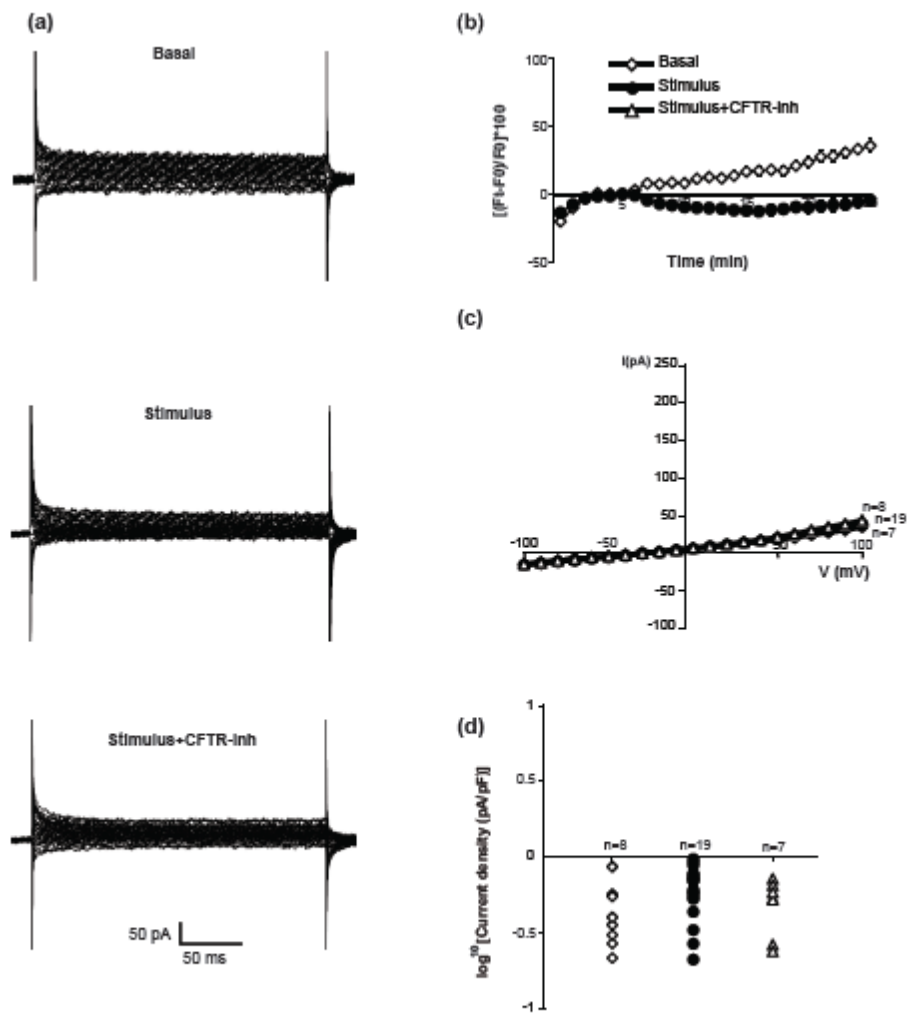 (a)
Basal
Stimulus
Stimulus+CFTR-Inh
50 pA
50 ms
(b)
Basal
Stimulus
Stimulus+CFTR-Inh
100
50
0
-50
5
[(Ft-F0)/F0]*100
Time (min)
(c)
I(pA)
250
200
150
100
50
-50
-100
-100
-50
50
100
n=8
n=19
n=7
V (mV)
(d)
1
0.5
0
-0.5
-1
n=8
n=19
n=7
log¹⁰ [Current density (pA/pF)]